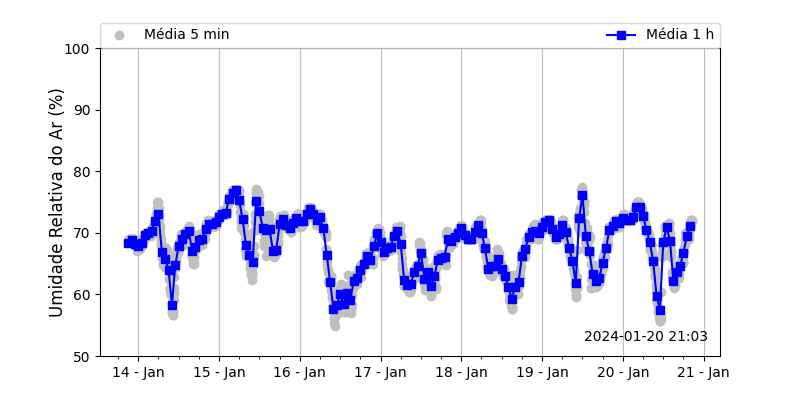 Média 5 min
Média 1 h
Umidade Relativa do Ar (%)
100
90
80
70
60
50
2024-01-20 21:03
14 - Jan
15 - Jan
16 - Jan
17 - Jan
18 - Jan
19 - Jan
20 - Jan
21 - Jan